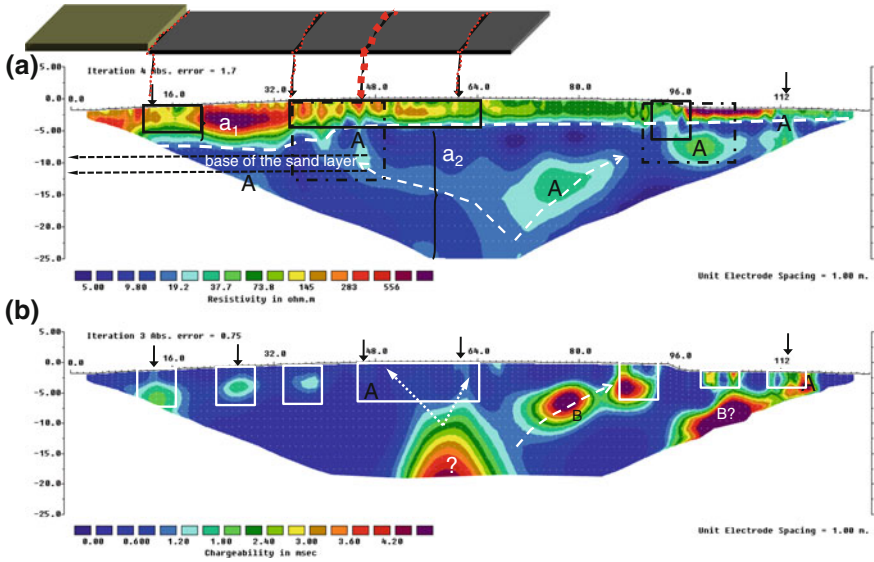 (a)
Iteration 4 Abs. error = 1.7
0.0 16.0 32.0 48.0 64.0 80.0 96.0 112
5.00
0.0
-5.00
-10.0
-15.0
-20.0
-25.0
a1
A
a2
A
A
base of the sand layer
A
A
5.00 9.80 19.2 37.7 73.8 145 283 556
Resistivity in ohm.m
Unit Electrode Spacing = 1.00 m.
(b)
Iteration 3 Abs. error = 0.75
0.0 16.0 32.0 48.0 64.0 80.0 96.0 112
5.00
0.0
-5.00
-10.0
-15.0
-20.0
-25.0
A
A
B
B?
?
0.00 0.600 1.20 1.80 2.40 3.00 3.60 4.20
Chargeability in msec
Unit Electrode Spacing = 1.00 m.